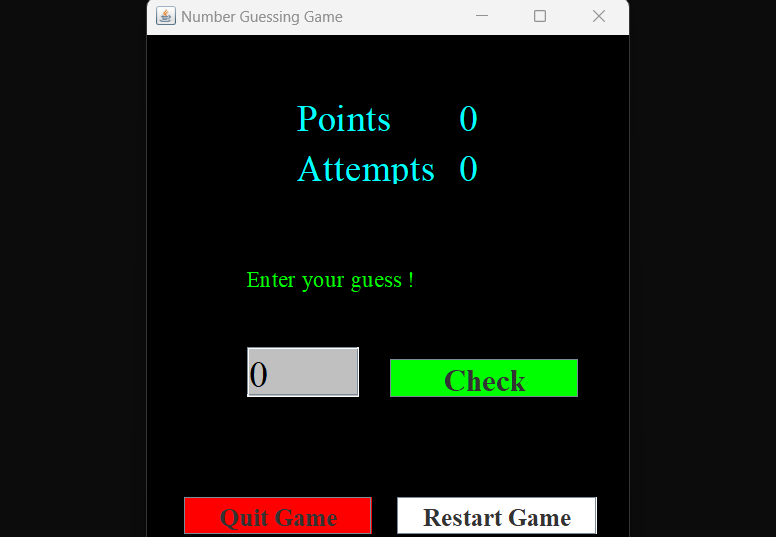 Number Guessing Game
Points 0
Attempts 0
Enter your guess !
0 Check
Quit Game Restart Game